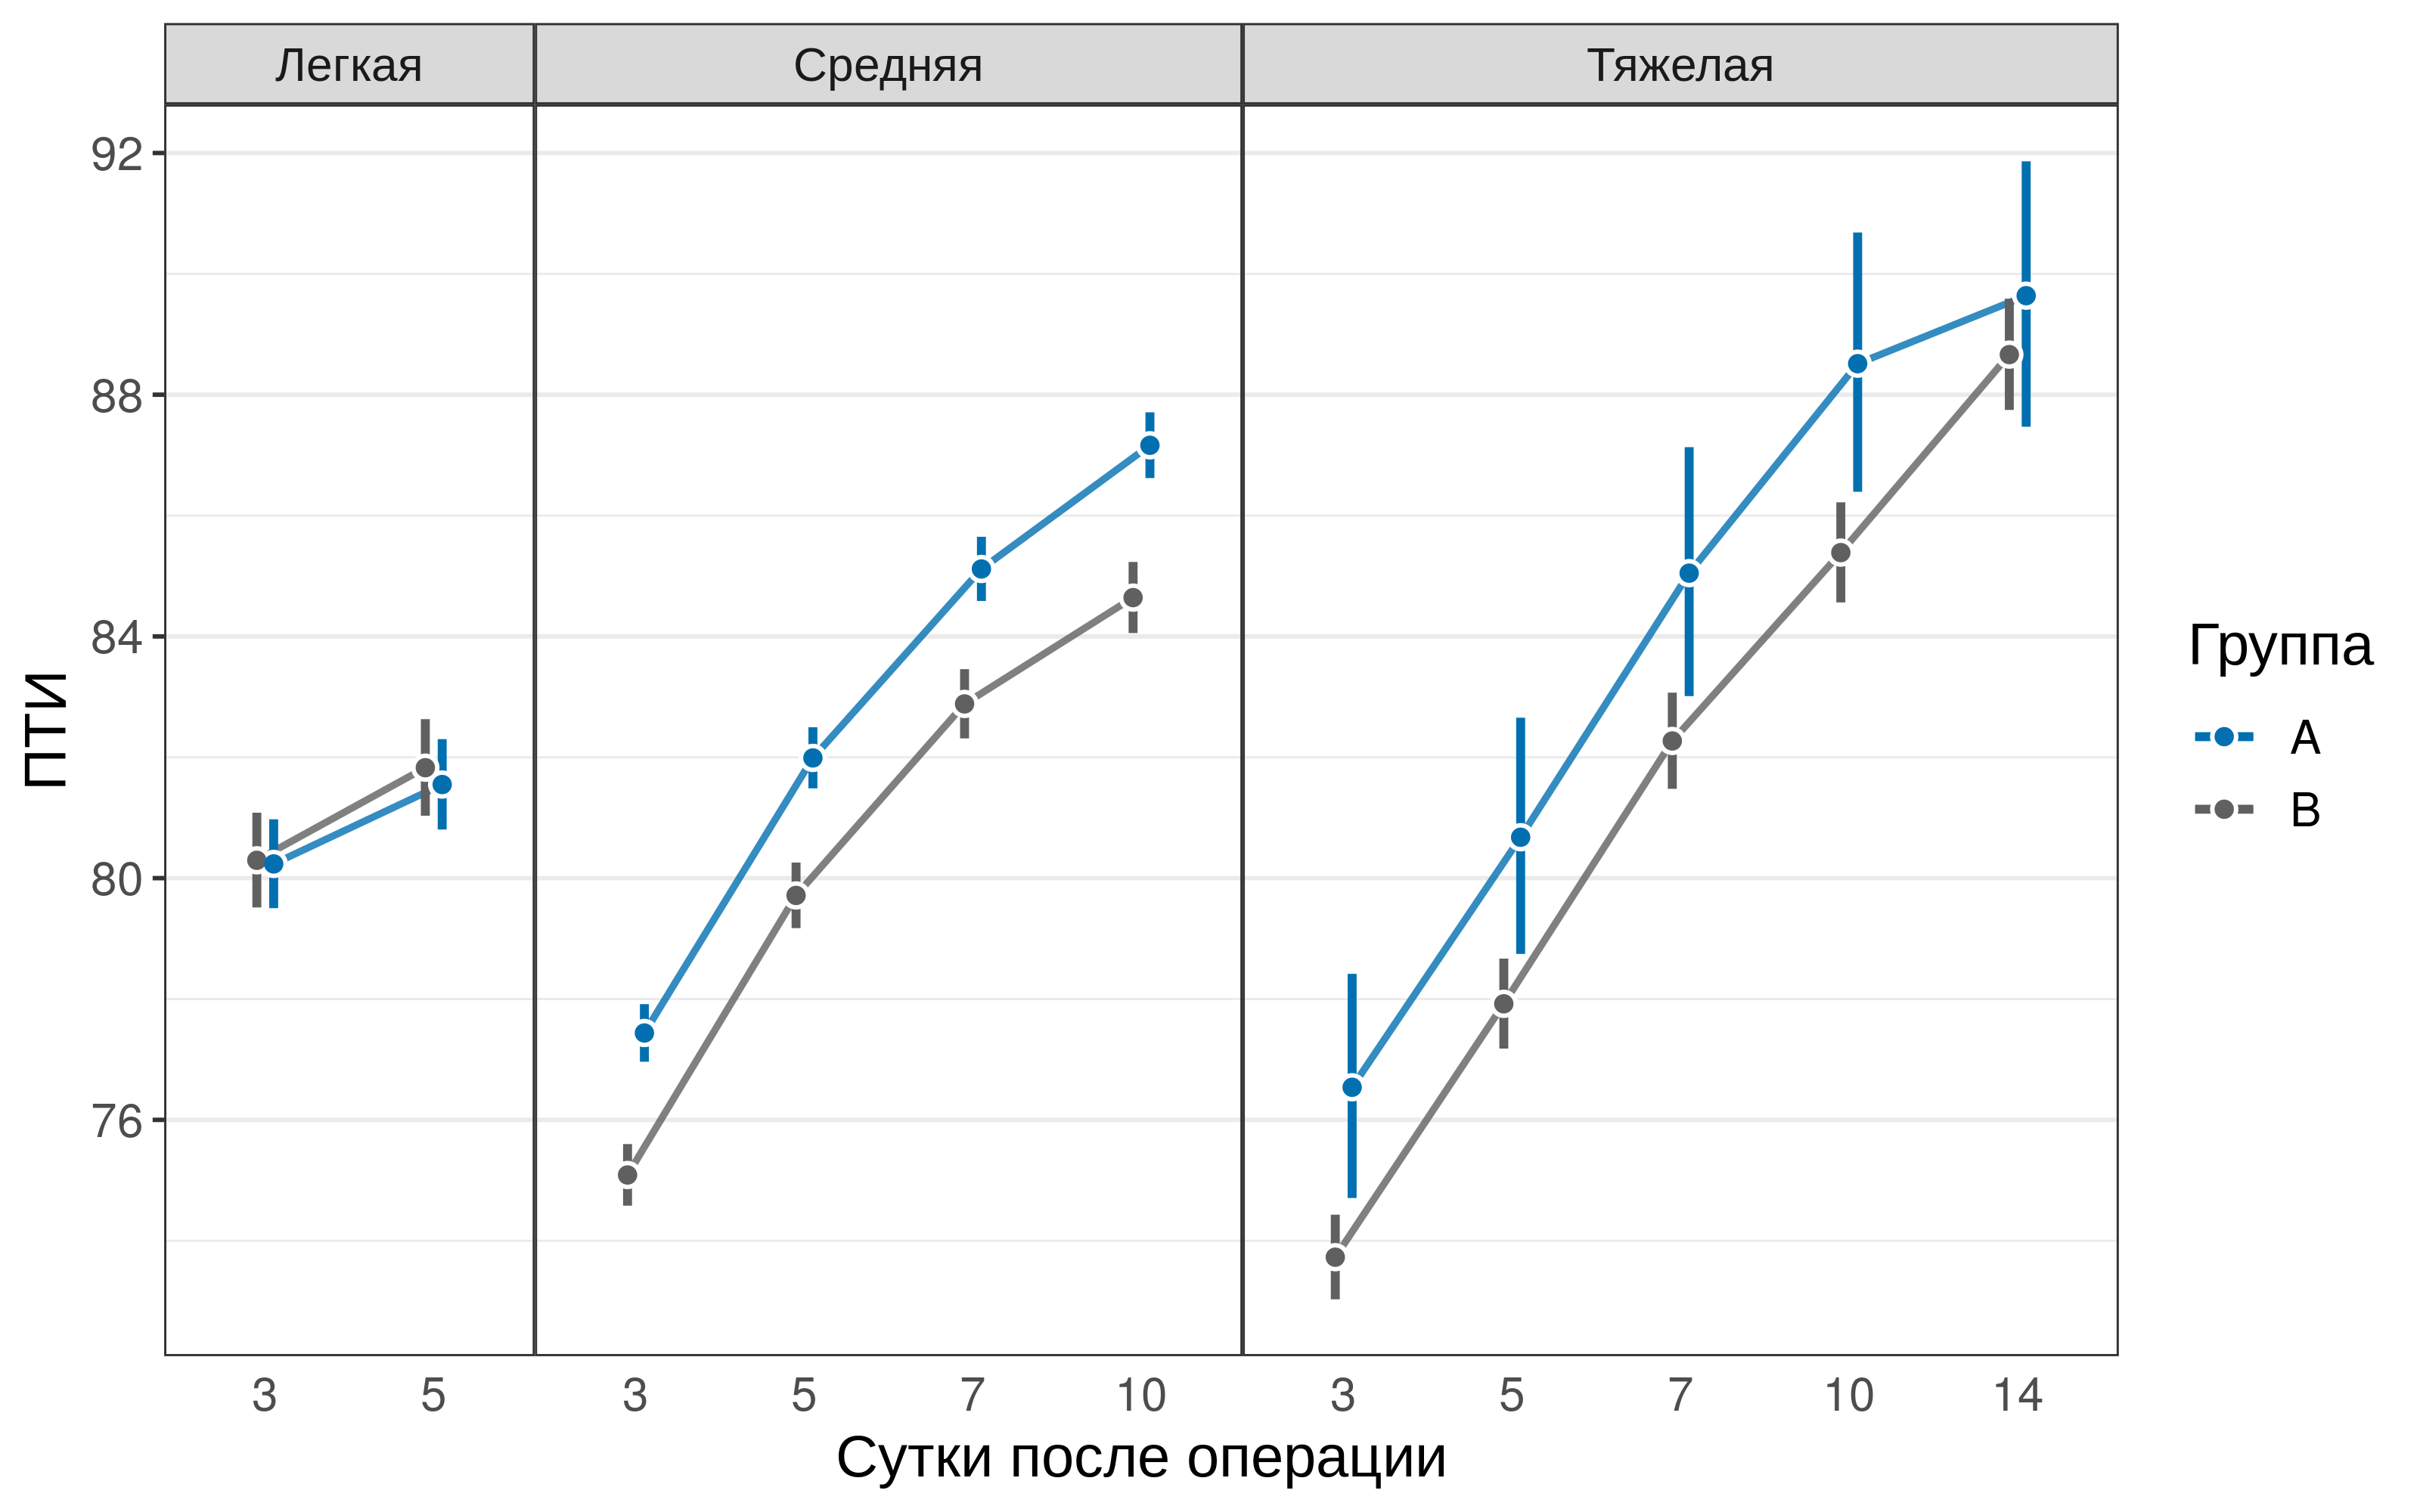 Легкая Средняя Тяжелая
92
88
84
80
76
ПТИ
3 5 3 5 7 10 3 5 7 10 14
Сутки после операции
Группа
A
B